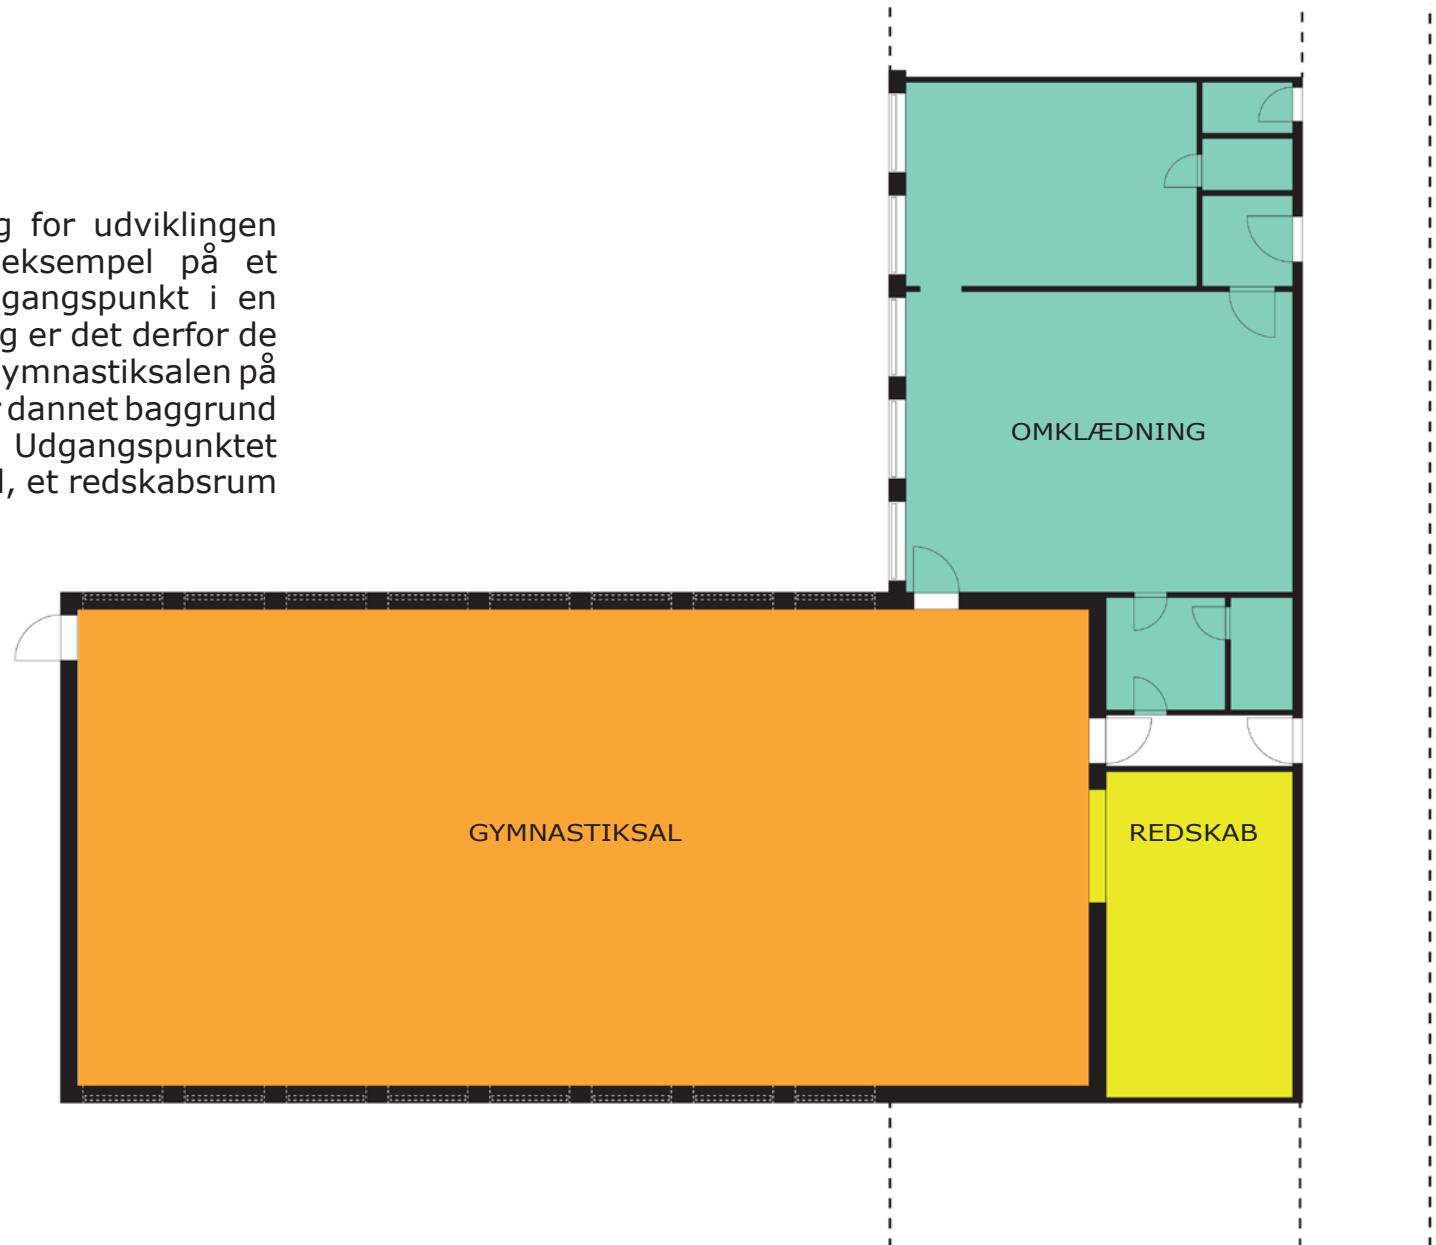 for udviklingen
eksempel på et
gangspunkt i en
g er det derfor de
ymnastiksalen på
dannet baggrund
Udgangspunktet
, et redskabsrum
OMKLÆDNING
GYMNASTIKSAL
REDSKAB